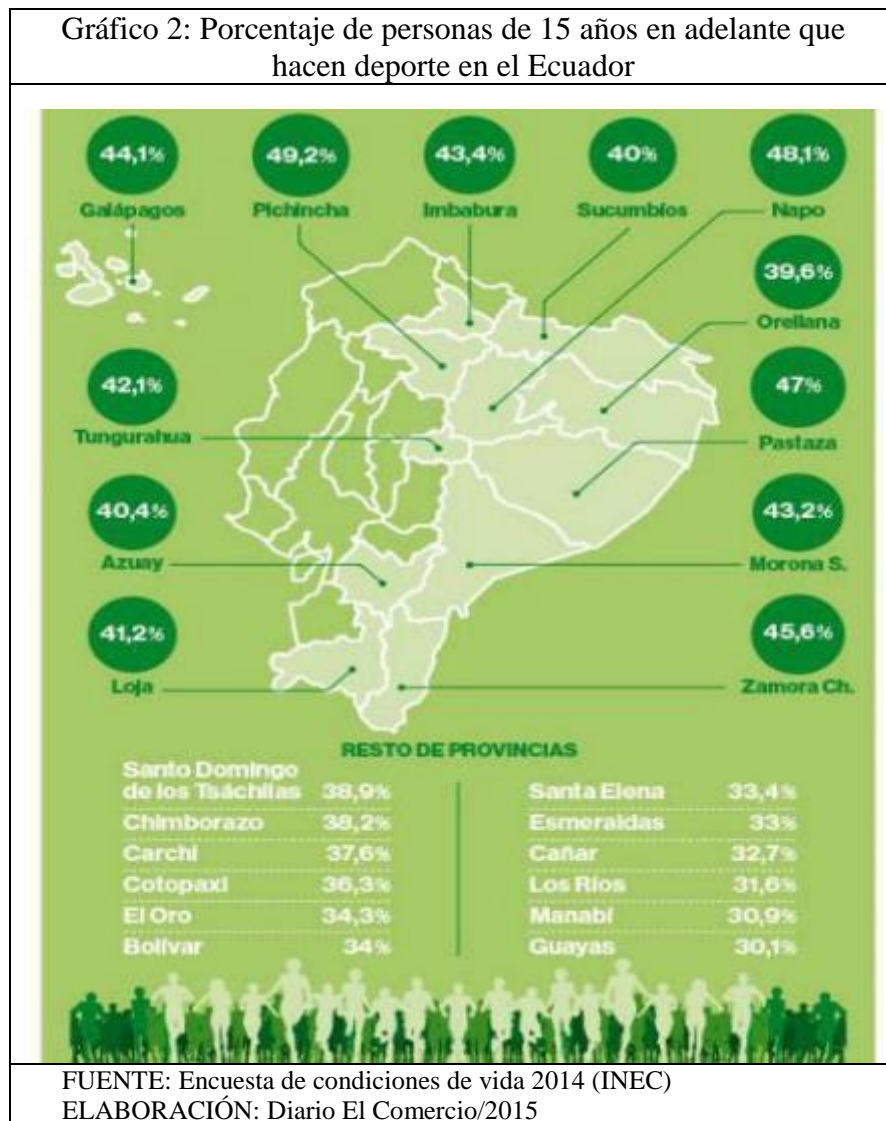 Gráfico 2: Porcentaje de personas de 15 años en adelante que
hacen deporte en el Ecuador
44,1%
Galápagos
49,2%
Pichincha
43,4%
Imbabura
40%
Sucumbíos
48,1%
Napo
39,6%
Orellana
42,1%
Tungurahua
47%
Pastaza
40,4%
Azuay
43,2%
Morona S.
41,2%
Loja
45,6%
Zamora Ch.
RESTO DE PROVINCIAS
Santo Domingo
de los Tsáchilas 38,9%
Chimborazo 38,2%
Carchi 37,6%
Cotopaxi 36,3%
El Oro 34,3%
Bolívar 34%
Santa Elena 33,4%
Esmeraldas 33%
Cañar 32,7%
Los Ríos 31,6%
Manabí 30,9%
Guayas 30,1%
FUENTE: Encuesta de condiciones de vida 2014 (INEC)
ELABORACIÓN: Diario El Comercio/2015